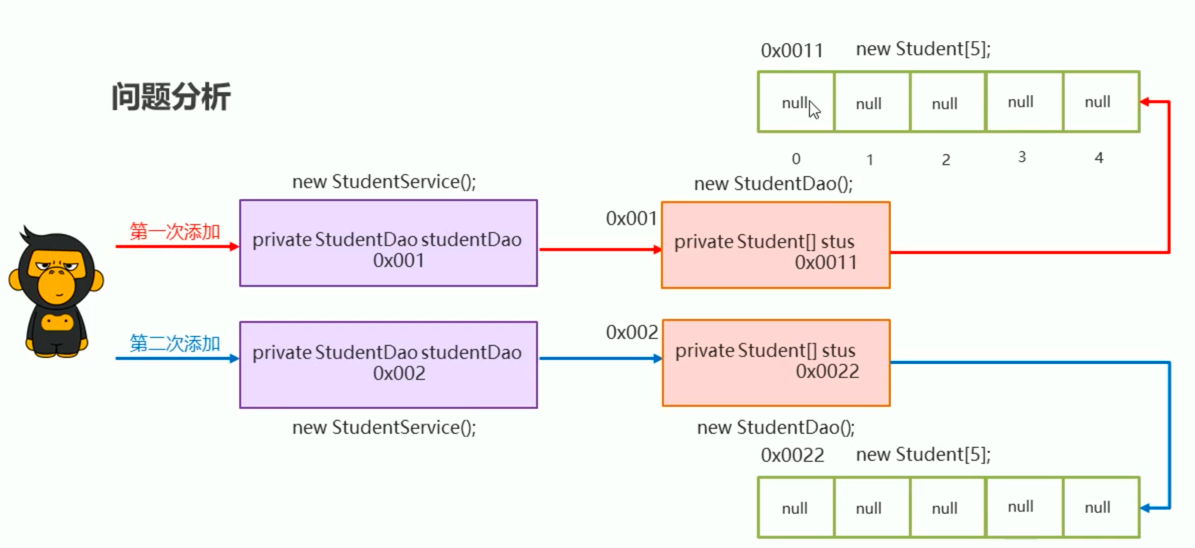 0x0011 new Student[5];
问题分析
null null null null null
0 1 2 3 4
new StudentService(); new StudentDao();
第一次添加
0x001
private StudentDao studentDao
0x001
private Student[] stus
0x0011
第二次添加
0x002
private StudentDao studentDao
0x002
private Student[] stus
0x0022
new StudentService(); new StudentDao();
0x0022 new Student[5];
null null null null null